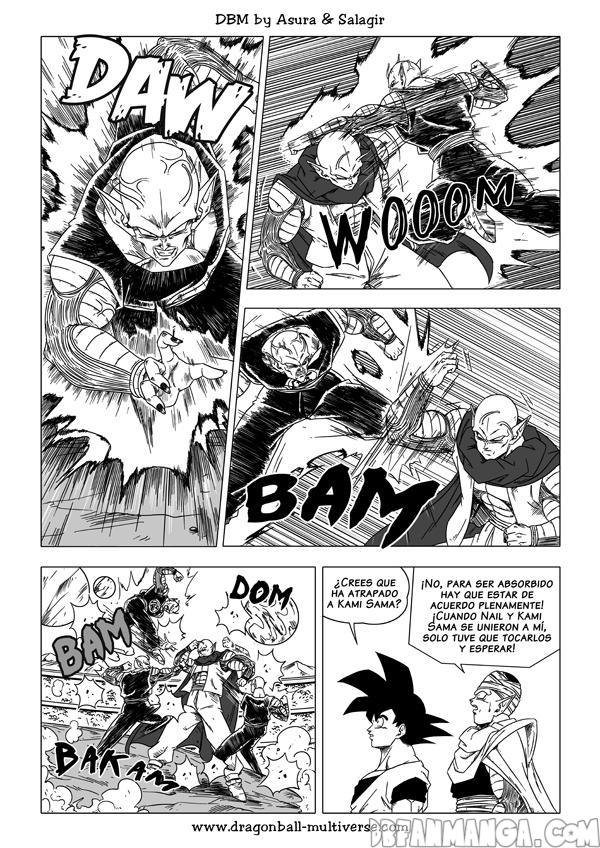 DBM by Asura & Salagir
DAW
WOOOM
BAM
BAM
DOM
BAKAM
¿CREES QUE
HA ATRAPADO
A KAMI SAMA?
¡NO, PARA SER ABSORBIDO
HAY QUE ESTAR DE
ACUERDO PLENAMENTE!
¡CUANDO NAIL Y KAMI
SAMA SE UNIERON A MÍ,
SOLO TUVE QUE TOCARLOS
Y ESPERAR!
www.dragonball-multiverse.com
DBFANMANGA.COM